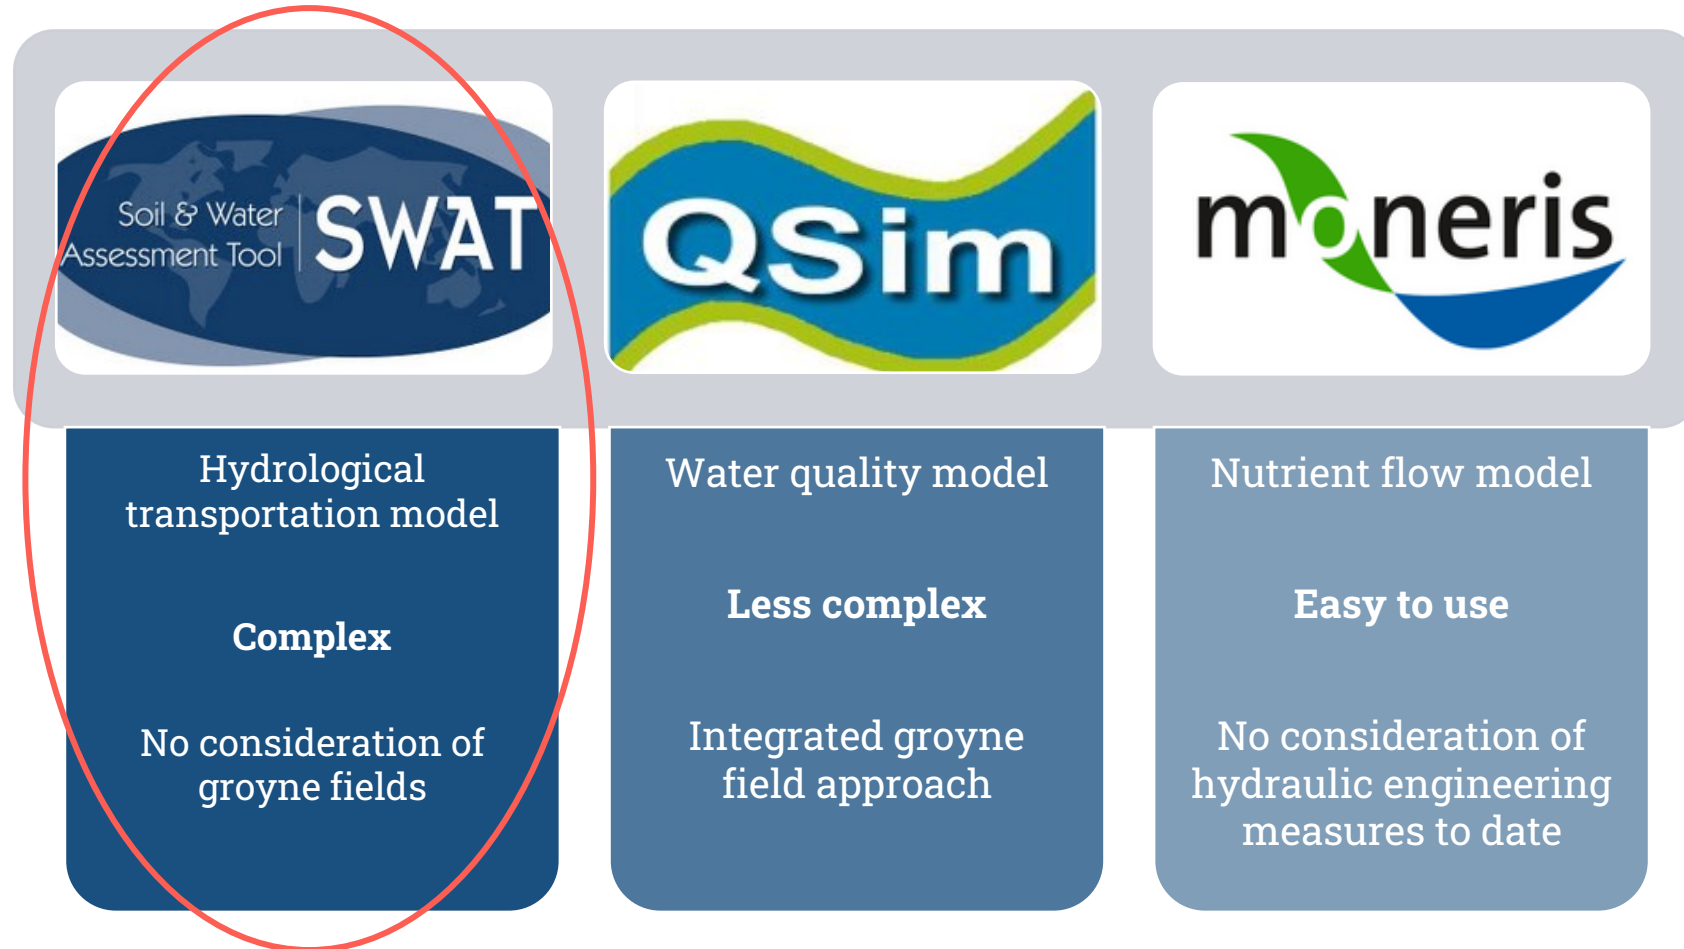 Soil & Water
Assessment Tool
SWAT
QSim
moneris
Hydrological
transportation model
Complex
No consideration of
groyne fields
Water quality model
Less complex
Integrated groyne
field approach
Nutrient flow model
Easy to use
No consideration of
hydraulic engineering
measures to date